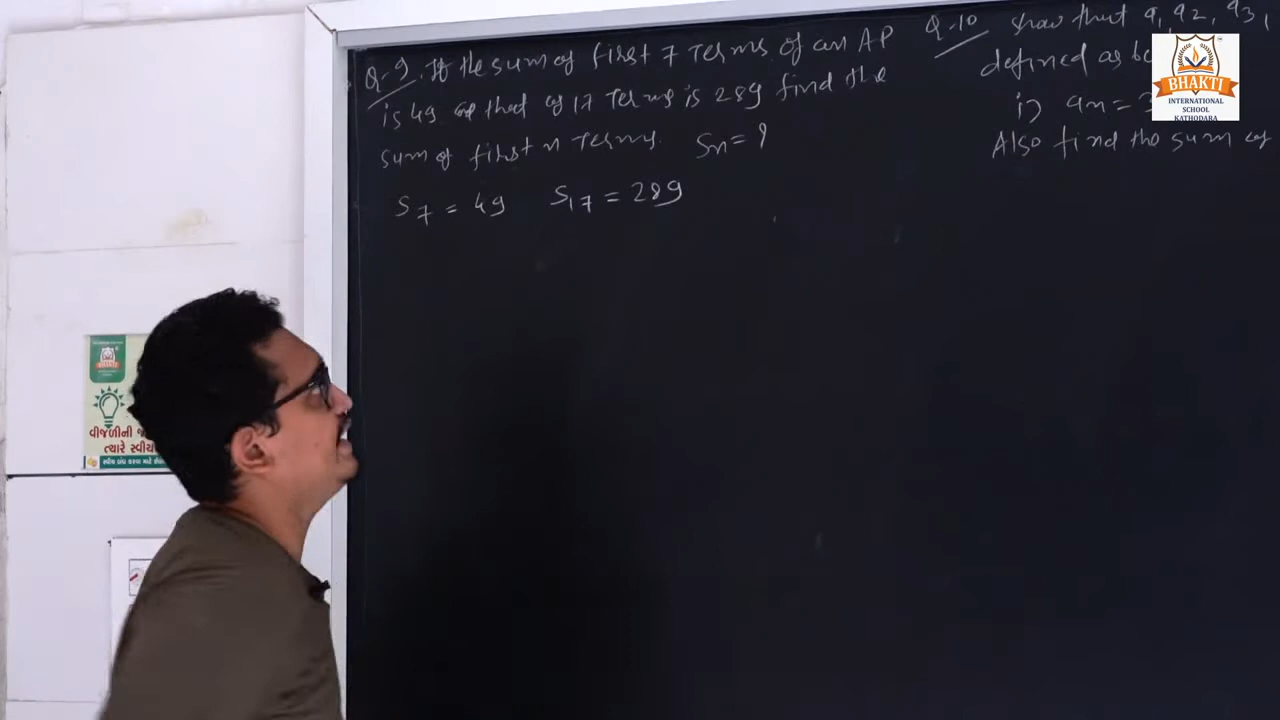 Q-9. If the sum of first 7 terms of an AP
is 49 that of 17 terms is 289 find the
sum of first n terms. Sn = ?
S7 = 49 S17 = 289
Q-10 show that a1, a2, a3,
defined as be
i) an = 3
Also find the sum of
BHAKTI
INTERNATIONAL
SCHOOL
KATHODARA
વીજળીની
ત્યારે સ્વીચ